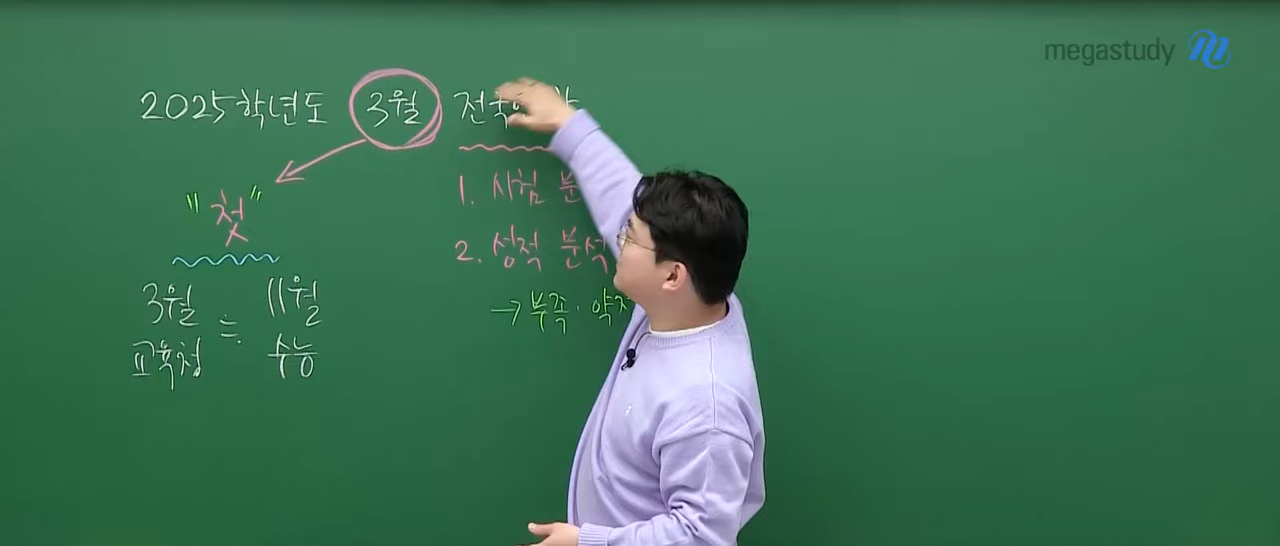 megastudy
2025학년도 3월 전국
"첫"
3월 ≒ 11월
교육청 수능
1. 시험 분
2. 성적 분석
→ 부족·약